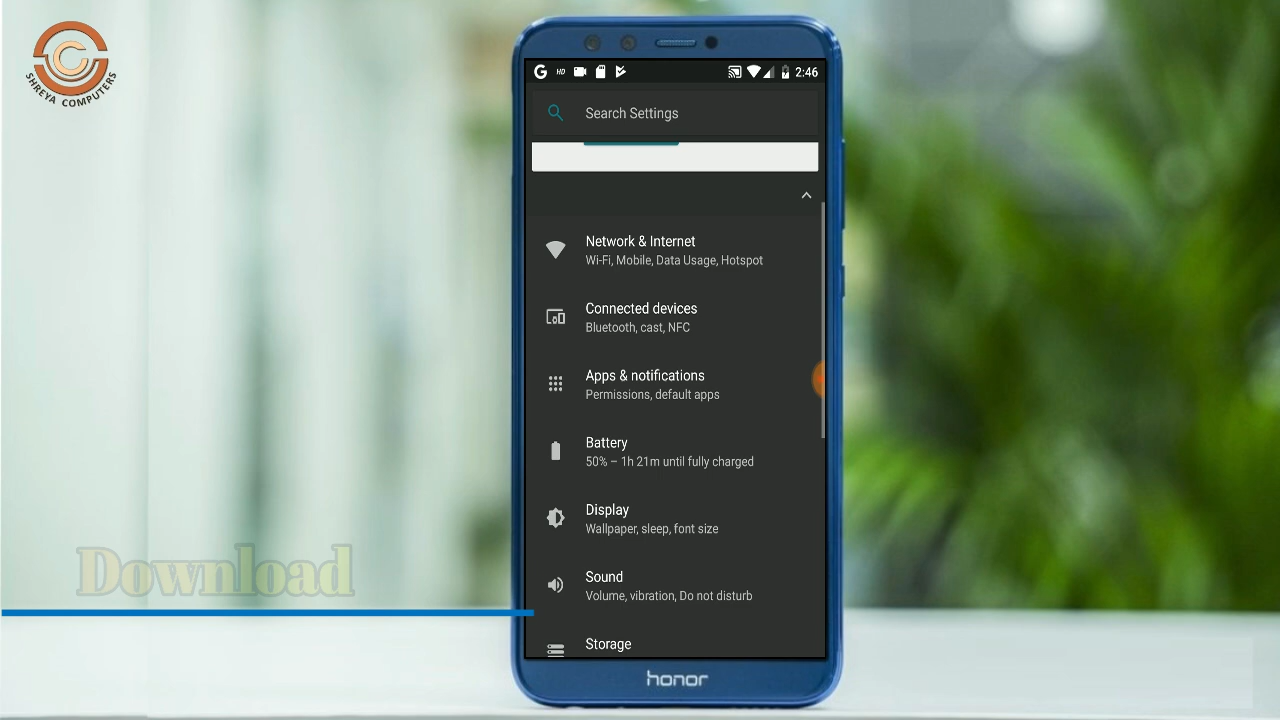 SHREYA COMPUTERS
HD
2:46
Search Settings
Network & Internet
Wi-Fi, Mobile, Data Usage, Hotspot
Connected devices
Bluetooth, cast, NFC
Apps & notifications
Permissions, default apps
Battery
50% – 1h 21m until fully charged
Display
Wallpaper, sleep, font size
Sound
Volume, vibration, Do not disturb
Storage
Download
honor